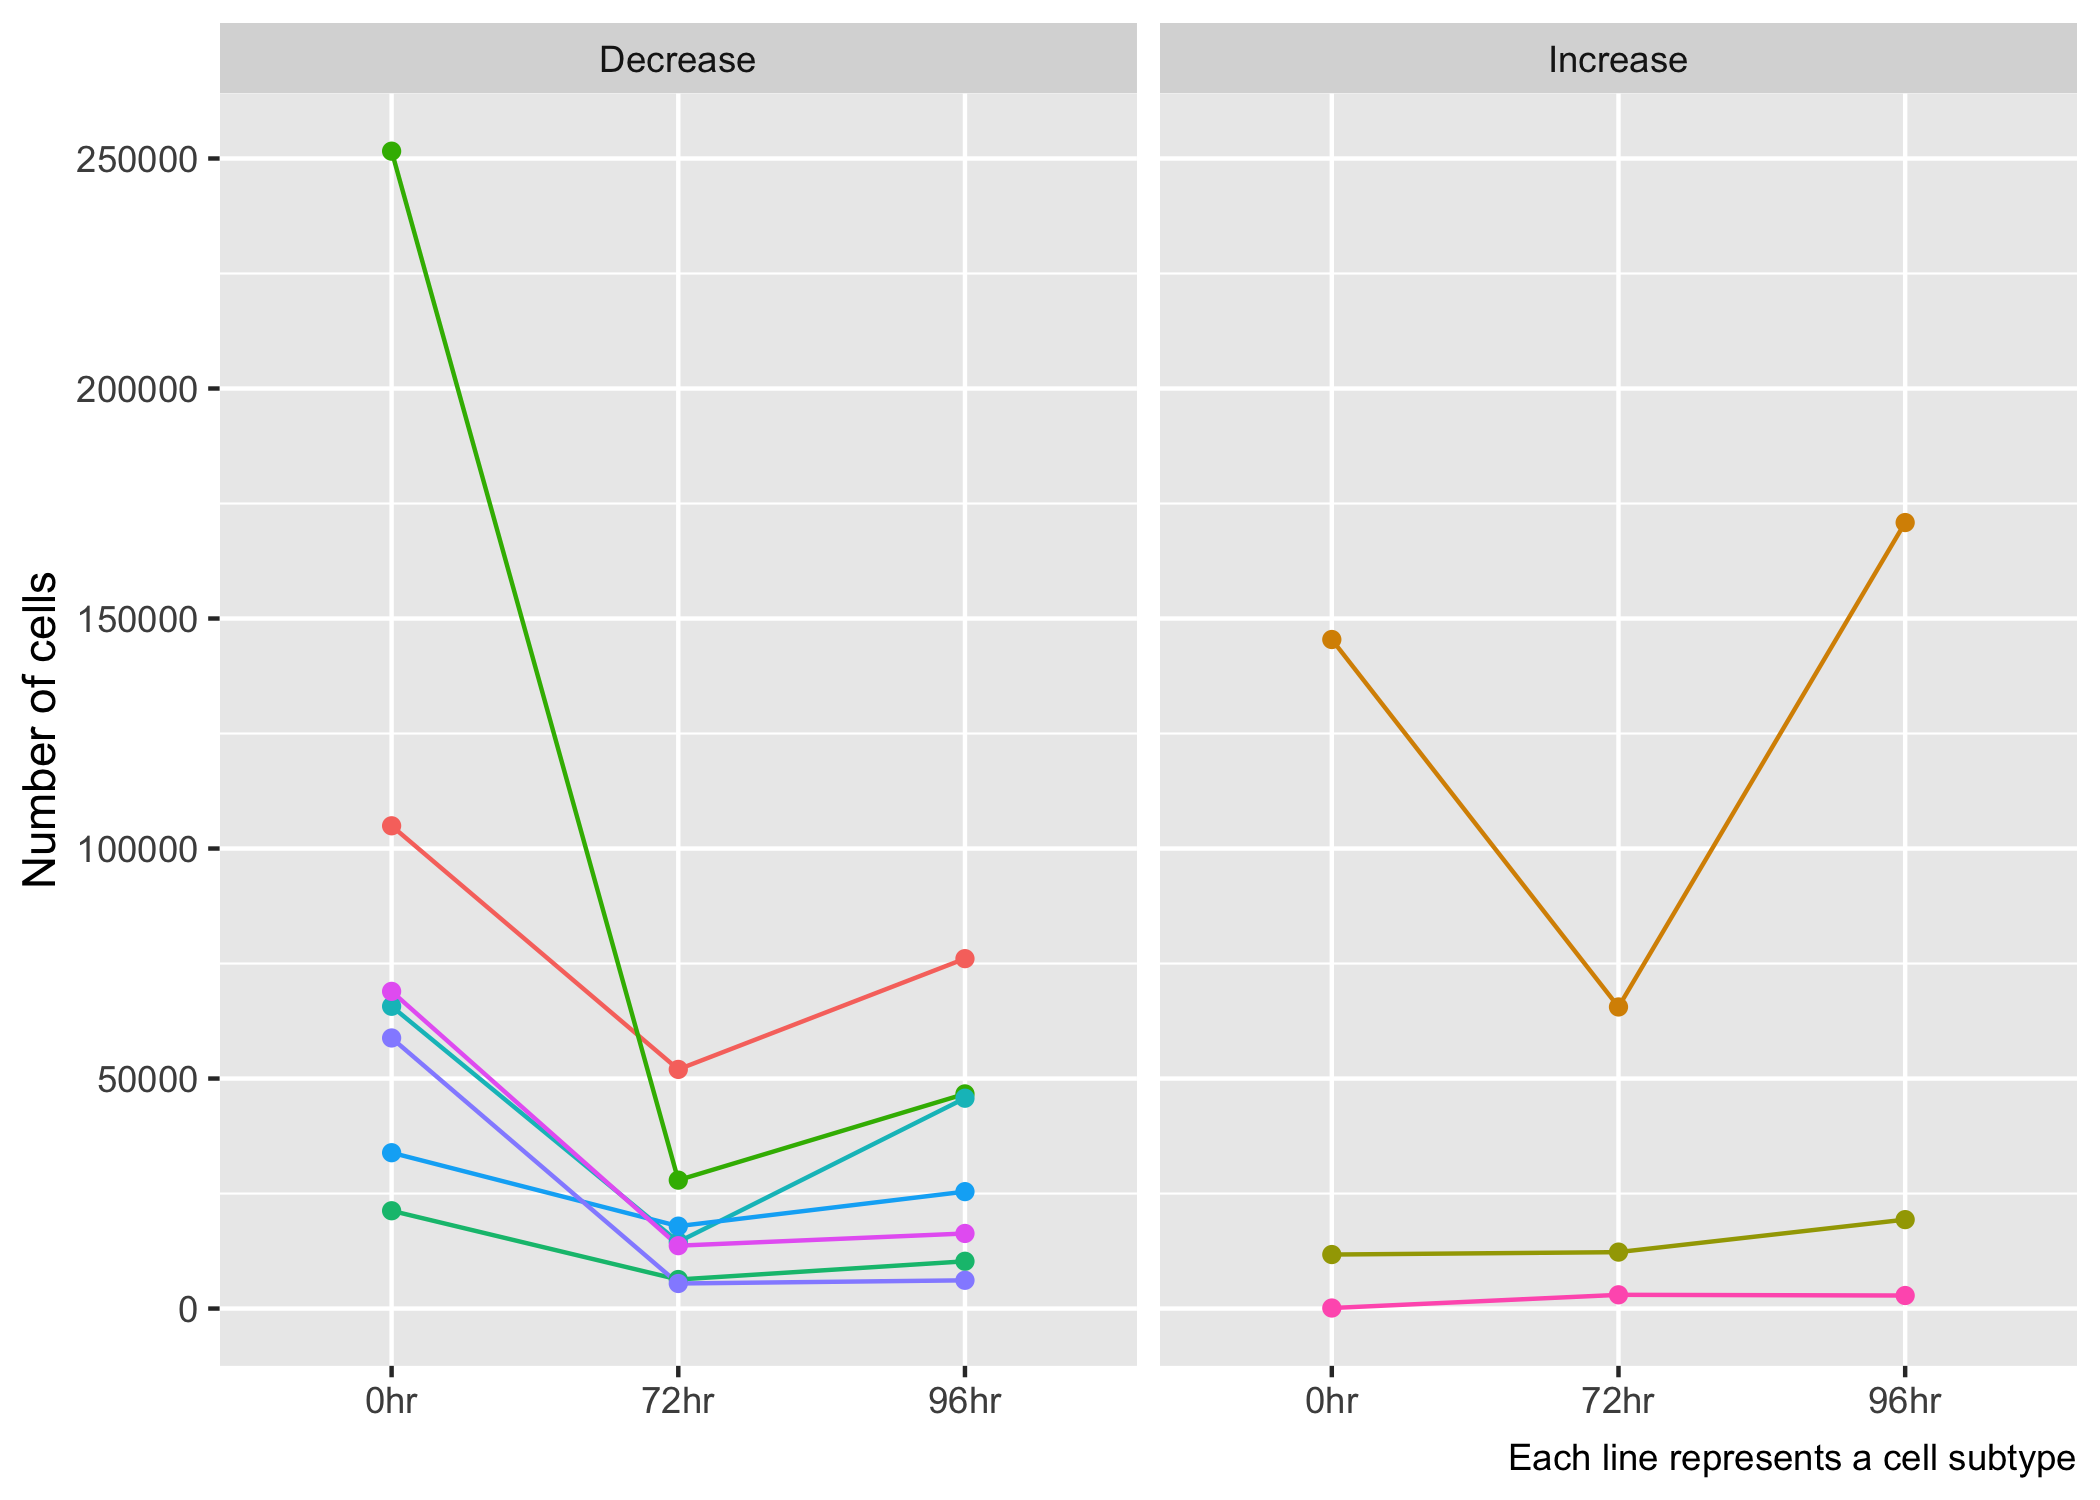 Decrease
Increase
Number of cells
250000
200000
150000
100000
50000
0
0hr
72hr
96hr
0hr
72hr
96hr
Each line represents a cell subtype